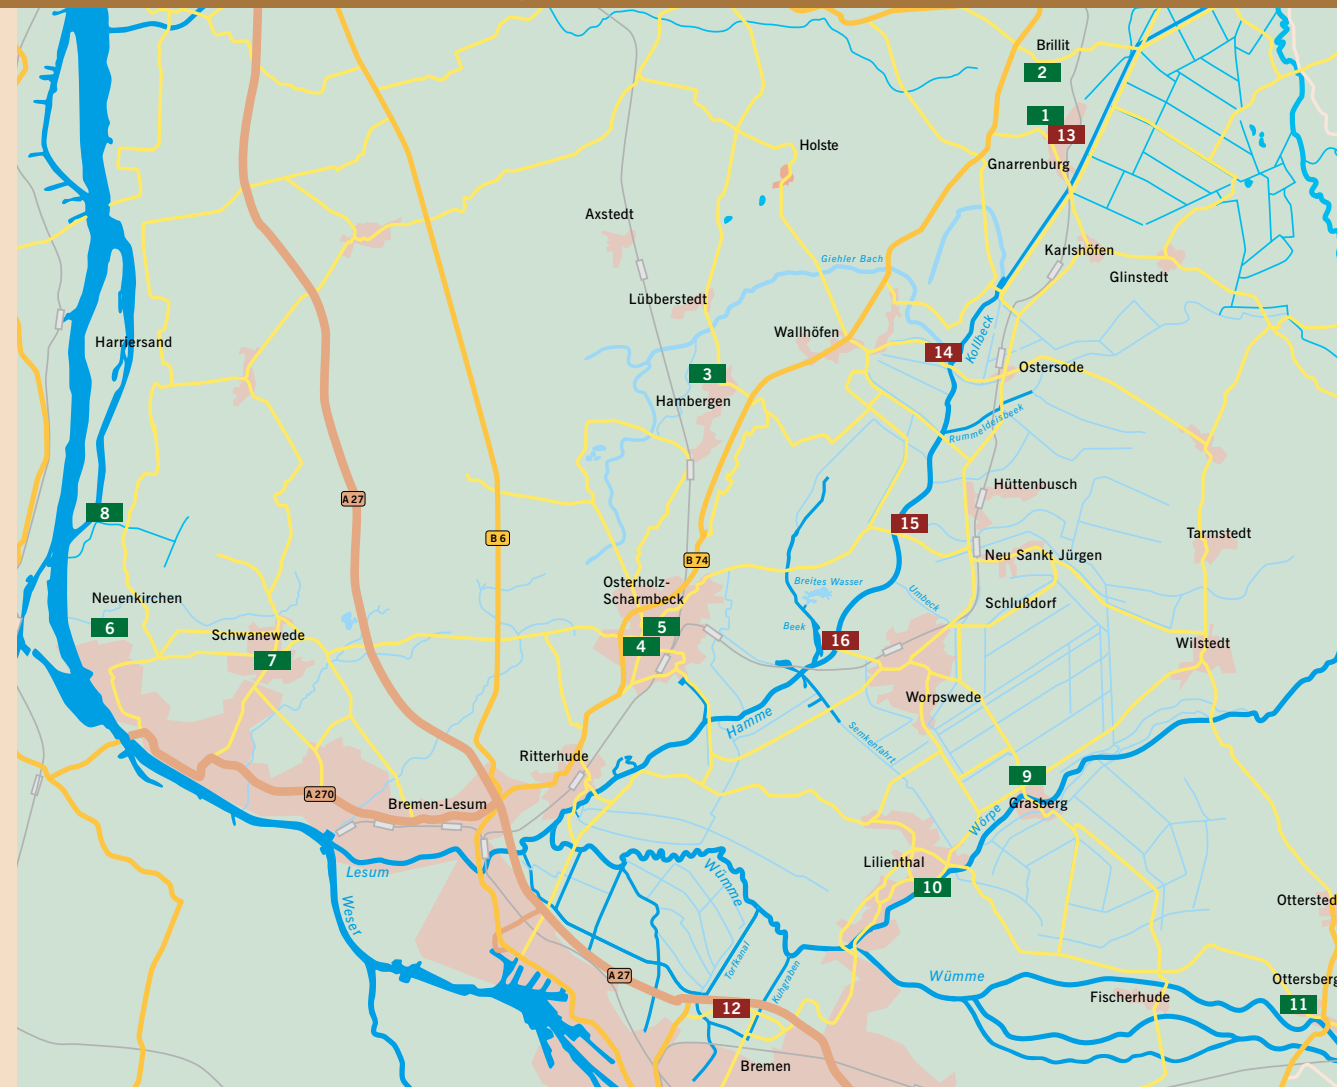 Brillit
2
1
13
Holste
Gnarrenburg
Axstedt
Karlshöfen
Giehler Bach
Glinstedt
Lübberstedt
Kollbeck
Wallhöfen
Harriersand
14
Ostersode
3
Hambergen
Rummeldeisbeek
Hüttenbusch
A 27
8
15
B 6
Tarmstedt
Neu Sankt Jürgen
B 74
Osterholz-
Scharmbeck
Breites Wasser
Umbeck
Neuenkirchen
Schlußdorf
6
5
Beek
Schwanewede
4
16
Wilstedt
7
Worpswede
Hamme
Semkenfahrt
Ritterhude
9
A 270
Bremen-Lesum
Grasberg
Wörpe
Lilienthal
Lesum
Wümme
10
Weser
Ottersted
Torfkanal
Kuhgraben
A 27
Wümme
Ottersberg
Fischerhude
11
12
Bremen